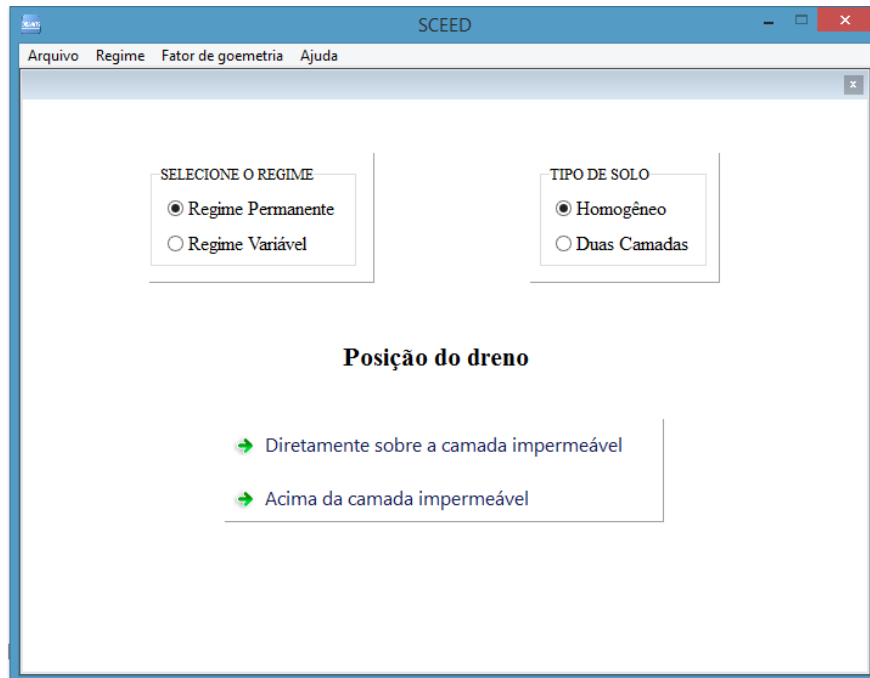 SCEED
Arquivo Regime Fator de goemetria Ajuda
SELECIONE O REGIME
Regime Permanente
Regime Variável
TIPO DE SOLO
Homogêneo
Duas Camadas
Posição do dreno
Diretamente sobre a camada impermeável
Acima da camada impermeável